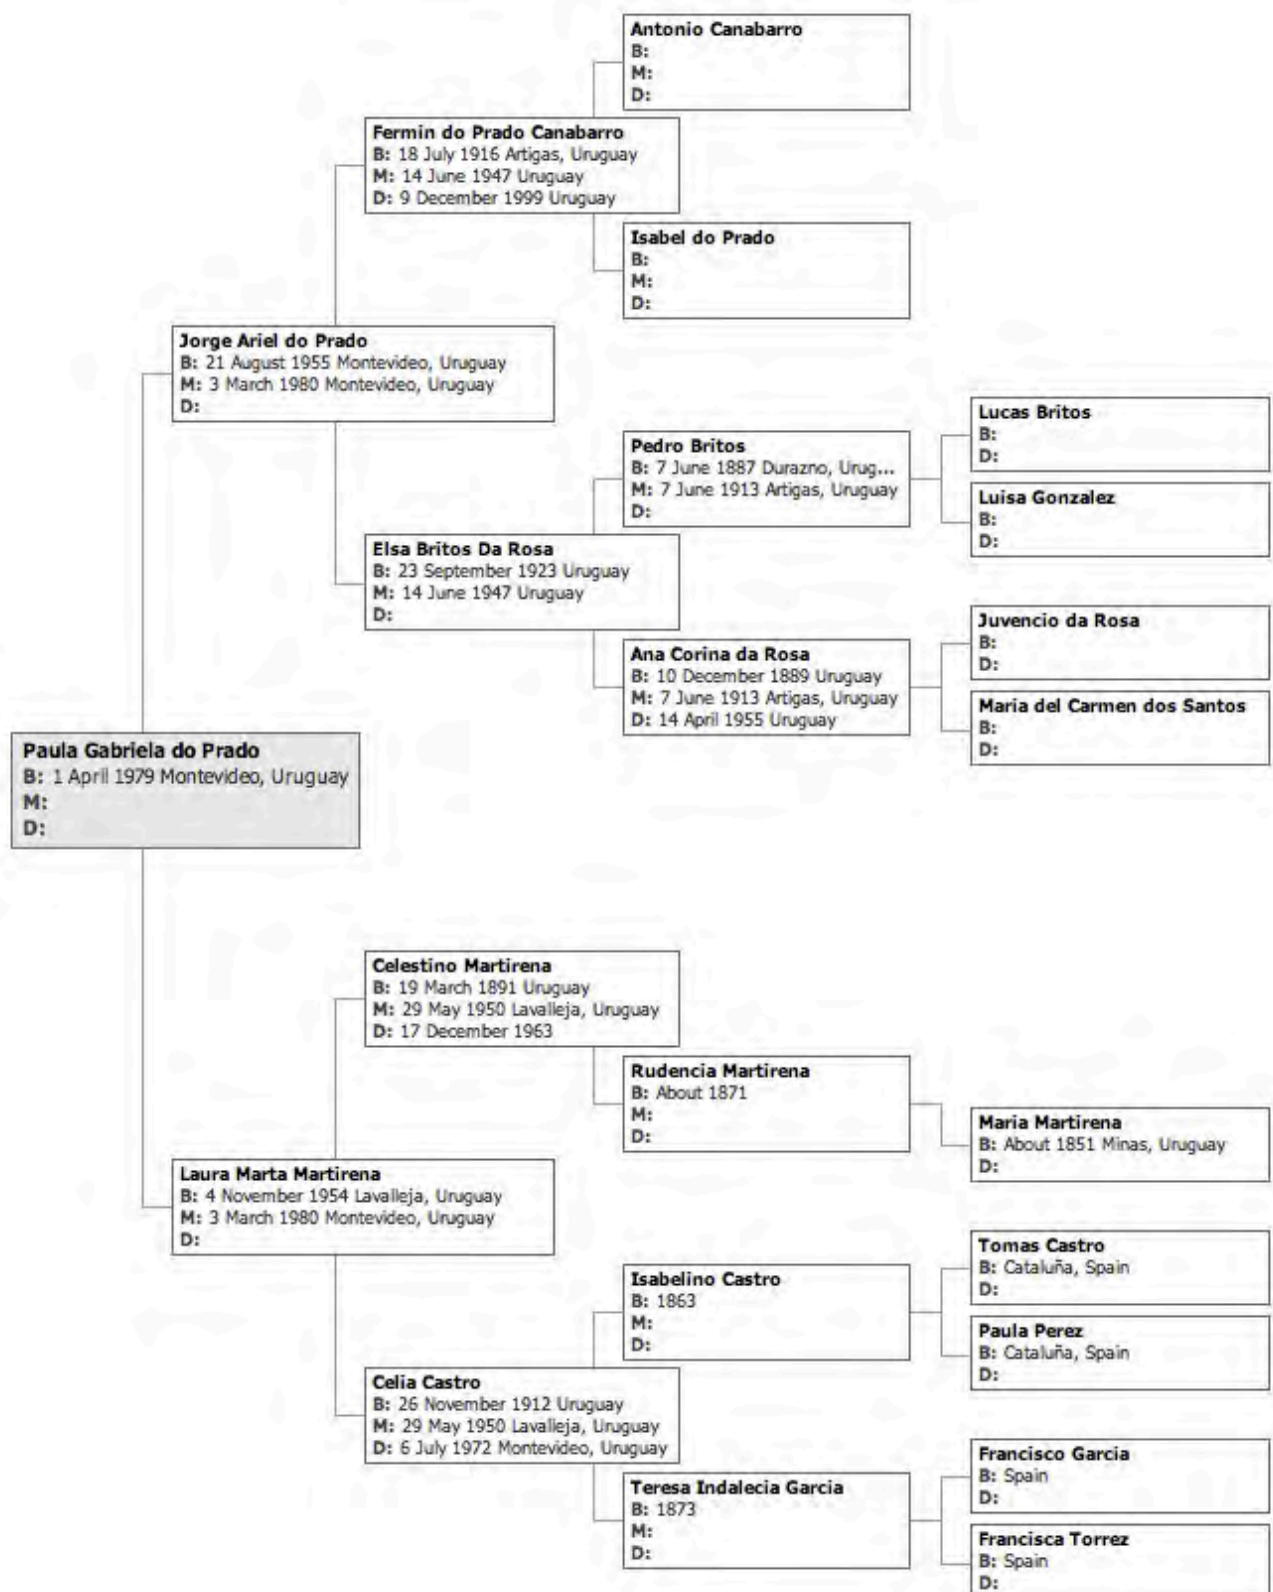 Antonio Canabarro
B:
M:
D:
Fermin do Prado Canabarro
B: 18 July 1916 Artigas, Uruguay
M: 14 June 1947 Uruguay
D: 9 December 1999 Uruguay
Isabel do Prado
B:
M:
D:
Jorge Ariel do Prado
B: 21 August 1955 Montevideo, Uruguay
M: 3 March 1980 Montevideo, Uruguay
D:
Lucas Britos
B:
D:
Pedro Britos
B: 7 June 1887 Durazno, Urug...
M: 7 June 1913 Artigas, Uruguay
D:
Luisa Gonzalez
B:
D:
Elsa Britos Da Rosa
B: 23 September 1923 Uruguay
M: 14 June 1947 Uruguay
D:
Juvencio da Rosa
B:
D:
Ana Corina da Rosa
B: 10 December 1889 Uruguay
M: 7 June 1913 Artigas, Uruguay
D: 14 April 1955 Uruguay
Maria del Carmen dos Santos
B:
D:
Paula Gabriela do Prado
B: 1 April 1979 Montevideo, Uruguay
M:
D:
Celestino Martirena
B: 19 March 1891 Uruguay
M: 29 May 1950 Lavalleja, Uruguay
D: 17 December 1963
Rudencia Martirena
B: About 1871
M:
D:
Maria Martirena
B: About 1851 Minas, Uruguay
D:
Laura Marta Martirena
B: 4 November 1954 Lavalleja, Uruguay
M: 3 March 1980 Montevideo, Uruguay
D:
Tomas Castro
B: Cataluña, Spain
D:
Isabelino Castro
B: 1863
M:
D:
Paula Perez
B: Cataluña, Spain
D:
Celia Castro
B: 26 November 1912 Uruguay
M: 29 May 1950 Lavalleja, Uruguay
D: 6 July 1972 Montevideo, Uruguay
Francisco Garcia
B: Spain
D:
Teresa Indalecia Garcia
B: 1873
M:
D:
Francisca Torrez
B: Spain
D: